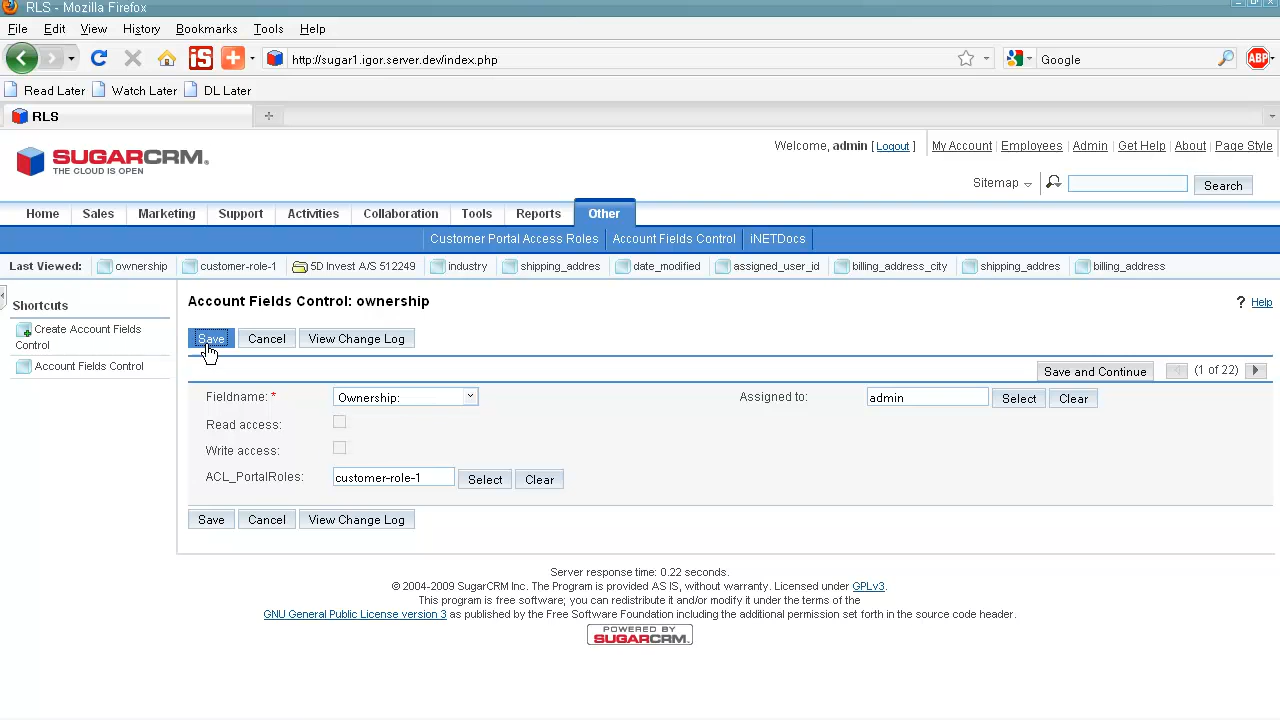 RLS - Mozilla Firefox
File Edit View History Bookmarks Tools Help
iS http://sugar1.igor.server.dev/index.php Google ABP
Read Later Watch Later DL Later
RLS
SUGARCRM.
THE CLOUD IS OPEN
Welcome, admin [ Logout ] My Account Employees Admin Get Help About Page Style
Sitemap Search
Home Sales Marketing Support Activities Collaboration Tools Reports Other
Customer Portal Access Roles Account Fields Control iNETDocs
Last Viewed: ownership customer-role-1 5D Invest A/S 512249 industry shipping_addres date_modified assigned_user_id billing_address_city shipping_addres billing_address
Shortcuts
Create Account Fields
Control
Account Fields Control
Account Fields Control: ownership
? Help
Save Cancel View Change Log
Save and Continue (1 of 22)
Fieldname: * Ownership: Assigned to: admin Select Clear
Read access:
Write access:
ACL_PortalRoles: customer-role-1 Select Clear
Save Cancel View Change Log
Server response time: 0.22 seconds.
© 2004-2009 SugarCRM Inc. The Program is provided AS IS, without warranty. Licensed under GPLv3.
This program is free software; you can redistribute it and/or modify it under the terms of the
GNU General Public License version 3 as published by the Free Software Foundation including the additional permission set forth in the source code header.
POWERED BY
SUGARCRM.